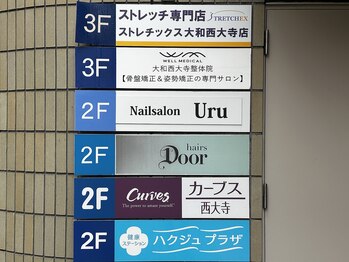 3F
ストレッチ専門店 STRETCHEX
ストレチックス大和西大寺店
3F
WELL MEDICAL
大和西大寺整体院
【骨盤矯正&姿勢矯正の専門サロン】
2F
Nailsalon Uru
2F
hairs
Door
2F
Curves
The power to amaze yourself.
カーブス
西大寺
2F
健康
ステーション
ハクジュプラザ